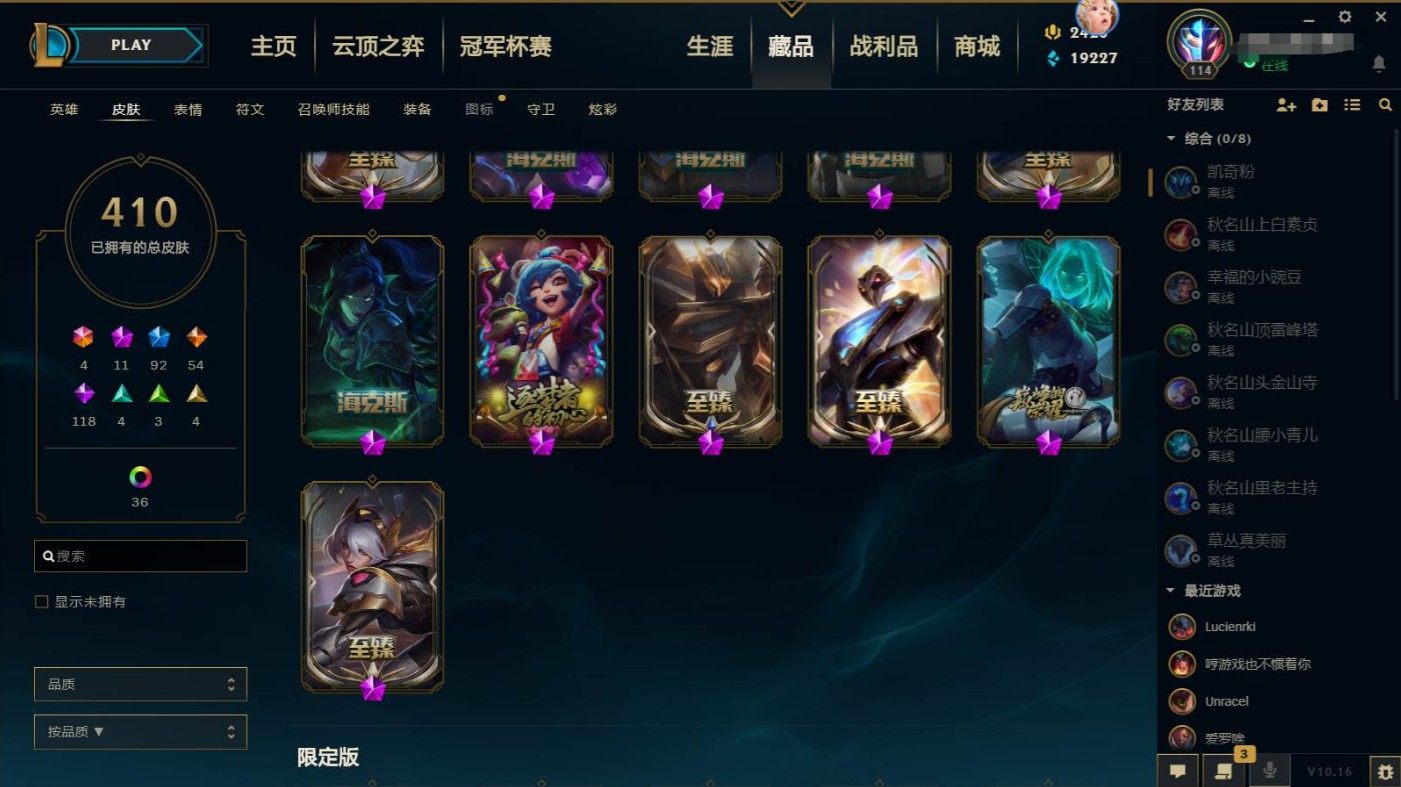 PLAY
主页
云顶之弈
冠军杯赛
生涯
藏品
战利品
商城
19227
114
在线
英雄
皮肤
表情
符文
召唤师技能
装备
图标
守卫
炫彩
好友列表
410
已拥有的总皮肤
4 11 92 54
118 4 3 4
36
搜索
显示未拥有
品质
按品质▼
至臻
海克斯
海克斯
海克斯
至臻
海克斯
逐梦者
的初心
至臻
至臻
至臻
限定版
综合 (0/8)
凯奇粉
离线
秋名山上白素贞
离线
幸福的小豌豆
离线
秋名山顶雷峰塔
离线
秋名山头金山寺
离线
秋名山腰小青儿
离线
秋名山里老主持
离线
草丛真美丽
离线
最近游戏
Lucienrki
哼游戏也不惯着你
Unracel
爱罗唉
3
V10.16